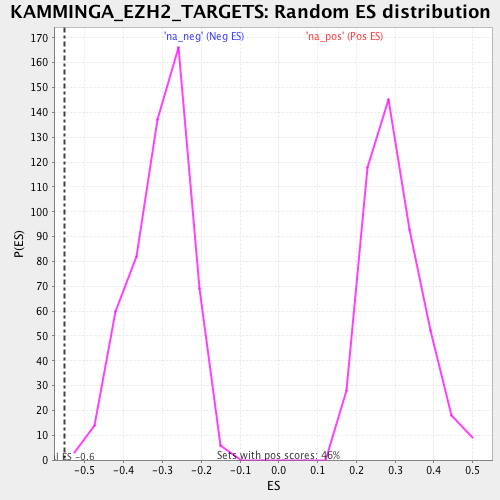 KAMMINGA_EZH2_TARGETS: Random ES distribution
'na_neg' (Neg ES) 'na_pos' (Pos ES)
170
160
150
140
130
120
110
100
90
80
70
60
50
40
30
20
10
0
P(ES)
ES -0.6
Sets with pos scores: 46%
-0.5 -0.4 -0.3 -0.2 -0.1 0.0 0.1 0.2 0.3 0.4 0.5
ES